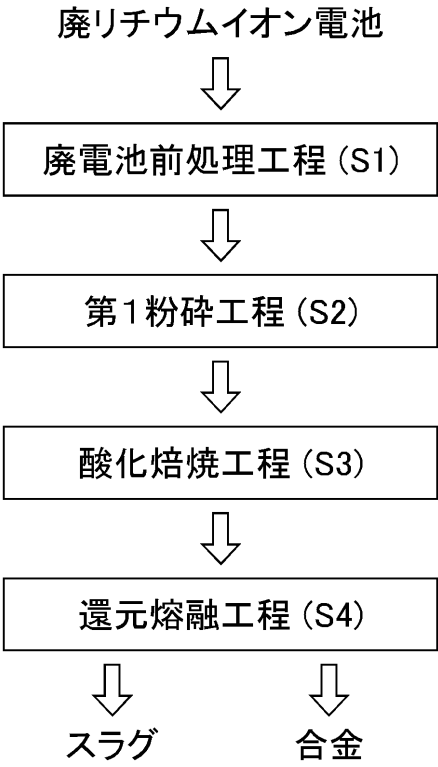 廃リチウムイオン電池
廃電池前処理工程(S1)
第1粉砕工程(S2)
酸化焙焼工程(S3)
還元熔融工程(S4)
スラグ 合金